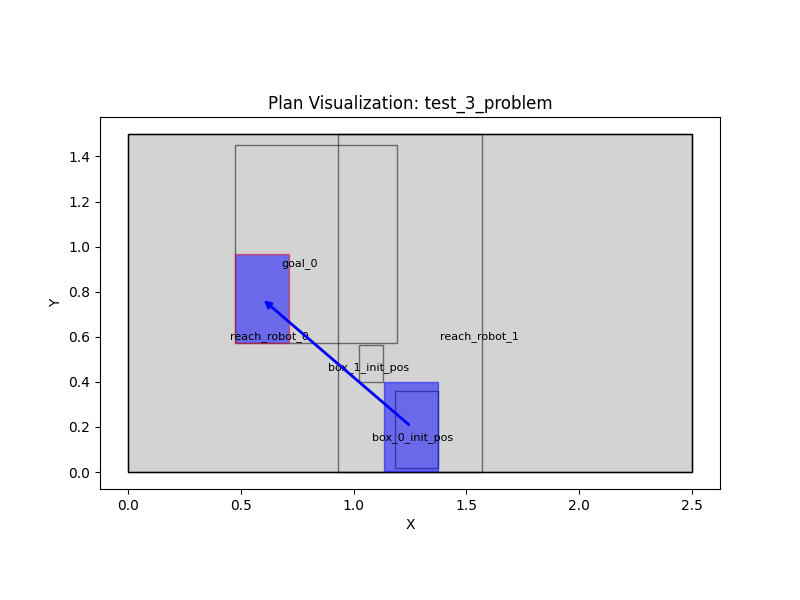 Plan Visualization: test_3_problem
1.4
1.2
1.0
0.8
0.6
0.4
0.2
0.0
Y
goal_0
reach_robot_0
reach_robot_1
box_1_init_pos
box_0_init_pos
0.0 0.5 1.0 1.5 2.0 2.5
X